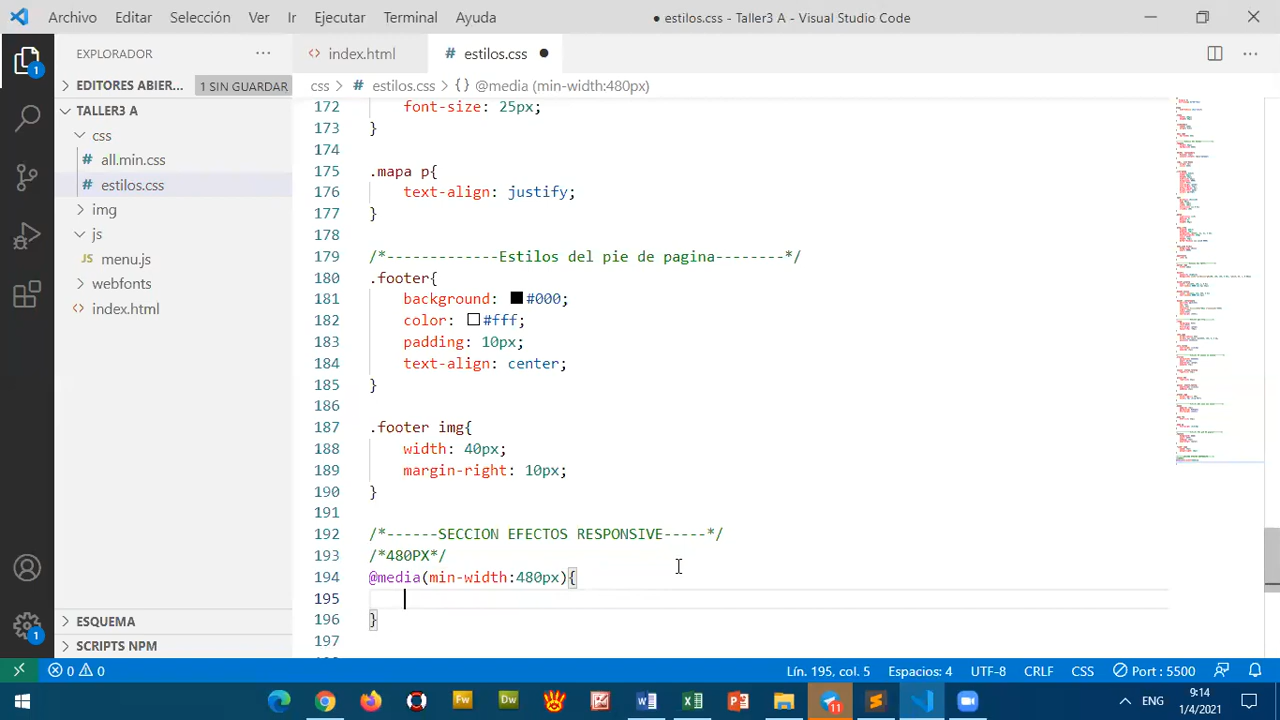 Archivo Editar Selección Ver Ir Ejecutar Terminal Ayuda ● estilos.css - Taller3 A - Visual Studio Code
EXPLORADOR ···
EDITORES ABIER... 1 SIN GUARDAR
TALLER3 A
css
all.min.css
estilos.css
img
js
menu.js
webfonts
index.html
ESQUEMA
SCRIPTS NPM
1
1
<> index.html # estilos.css ●
css > # estilos.css > {} @media (min-width:480px)
172 font-size: 25px;
173 }
174
175 .mapa p{
176 text-align: justify;
177 }
178
179 /*-------------Estilos del pie de pagina--------*/
180 .footer{
181 background: #000;
182 color: #fff;
183 padding: 10px;
184 text-align: center;
185 }
186
187 .footer img{
188 width: 40px;
189 margin-right: 10px;
190 }
191
192 /*------SECCION EFECTOS RESPONSIVE-----*/
193 /*480PX*/
194 @media(min-width:480px){
195
196 }
197
0 0 Lín. 195, col. 5 Espacios: 4 UTF-8 CRLF CSS Port : 5500
Fw Dw 11 ENG 9:14
1/4/2021